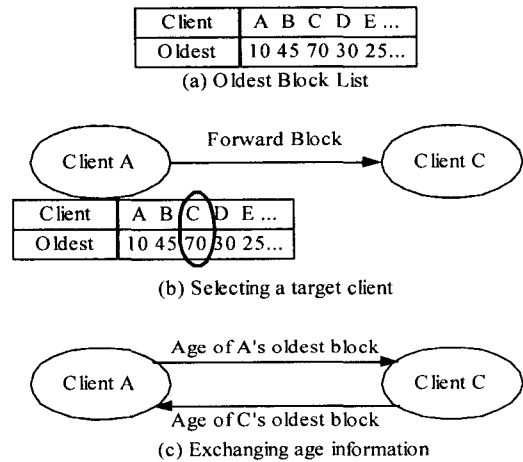 Client A B C D E ...
Oldest 10 45 70 30 25...
(a) Oldest Block List
Forward Block
Client A
Client C
Client A B C D E ...
Oldest 10 45 70 30 25...
(b) Selecting a target client
Age of A's oldest block
Client A
Client C
Age of C's oldest block
(c) Exchanging age information